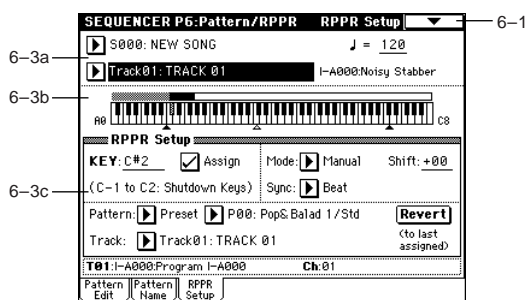 SEQUENCER P6:Pattern/RPPR RPPR Setup
6–1
6–3a
S000: NEW SONG ♩ = 120
Track01: TRACK 01 I-A000:Noisy Stabber
6–3b
A0 C8
RPPR Setup
KEY: C#2 Assign Mode: Manual Shift: +00
6–3c
(C-1 to C2: Shutdown Keys) Sync: Beat
Pattern: Preset P00: Pop& Balad 1/Std Revert
Track: Track01: TRACK 01 (to last
assigned)
T01:I-A000:Program I-A000 Ch:01
Pattern Edit Pattern Name RPPR Setup